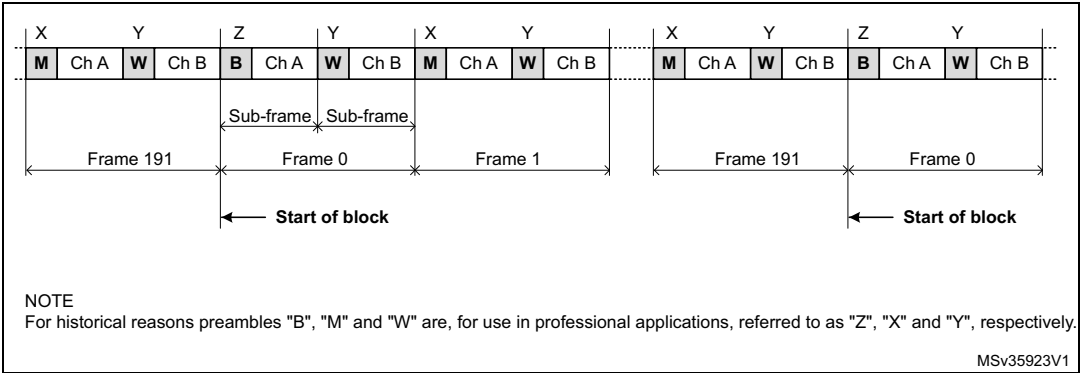 X Y Z Y X Y X Y Z Y
M Ch A W Ch B B Ch A W Ch B M Ch A W Ch B M Ch A W Ch B B Ch A W Ch B
Sub-frame Sub-frame
Frame 191 Frame 0 Frame 1 Frame 191 Frame 0
Start of block Start of block
NOTE
For historical reasons preambles "B", "M" and "W" are, for use in professional applications, referred to as "Z", "X" and "Y", respectively.
MSv35923V1